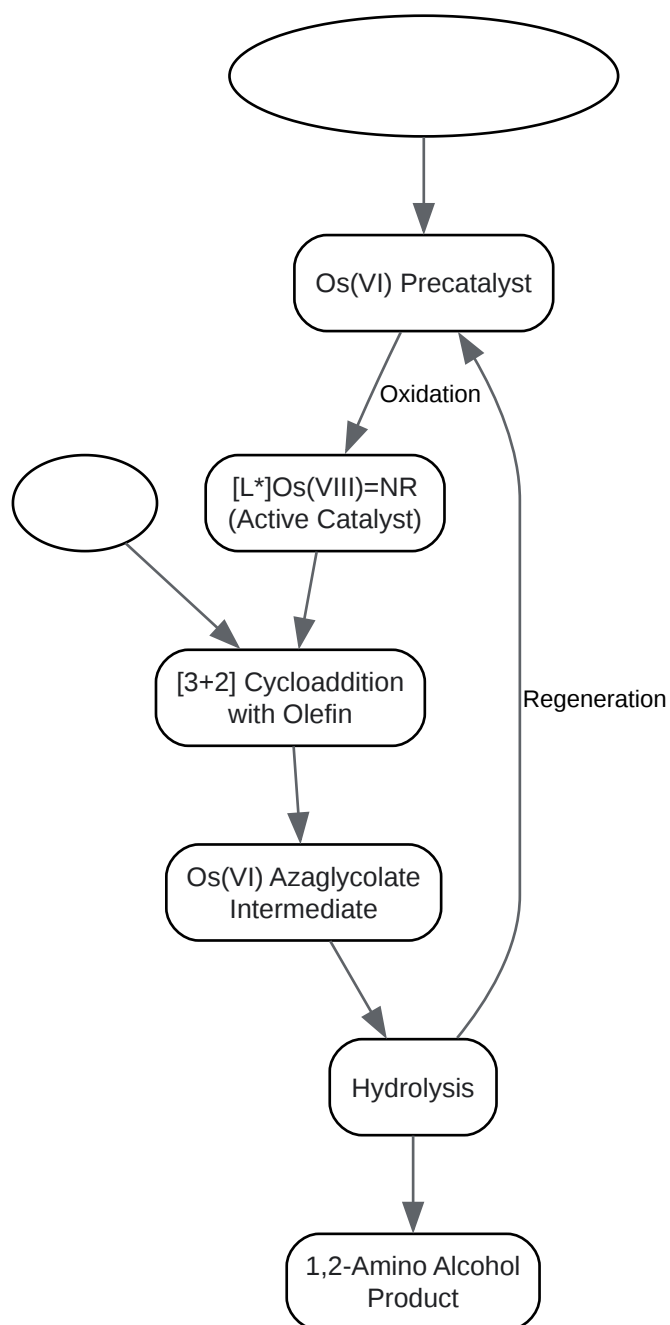 Os(VI) Precatalyst
Oxidation
[L*]Os(VIII)=NR
(Active Catalyst)
[3+2] Cycloaddition
with Olefin
Regeneration
Os(VI) Azaglycolate
Intermediate
Hydrolysis
1,2-Amino Alcohol
Product